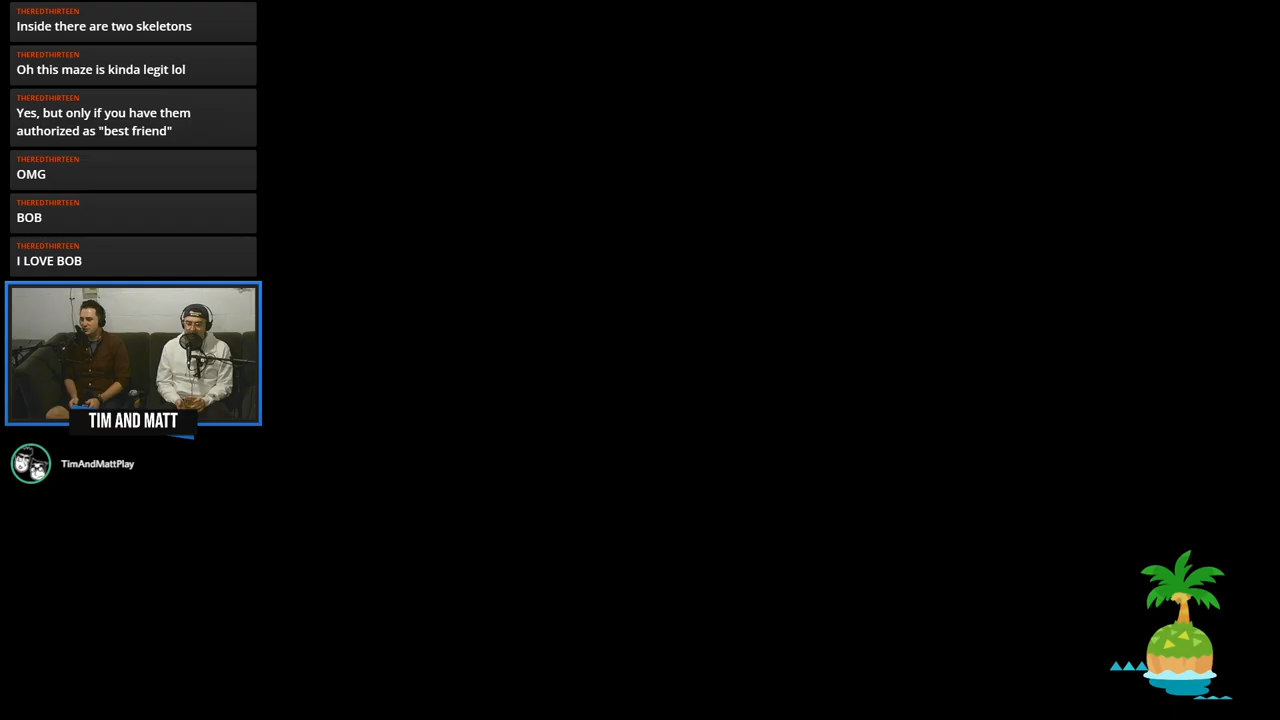 THEREDTHIRTEEN
Inside there are two skeletons
THEREDTHIRTEEN
Oh this maze is kinda legit lol
THEREDTHIRTEEN
Yes, but only if you have them
authorized as "best friend"
THEREDTHIRTEEN
OMG
THEREDTHIRTEEN
BOB
THEREDTHIRTEEN
I LOVE BOB
TIM AND MATT
TimAndMattPlay